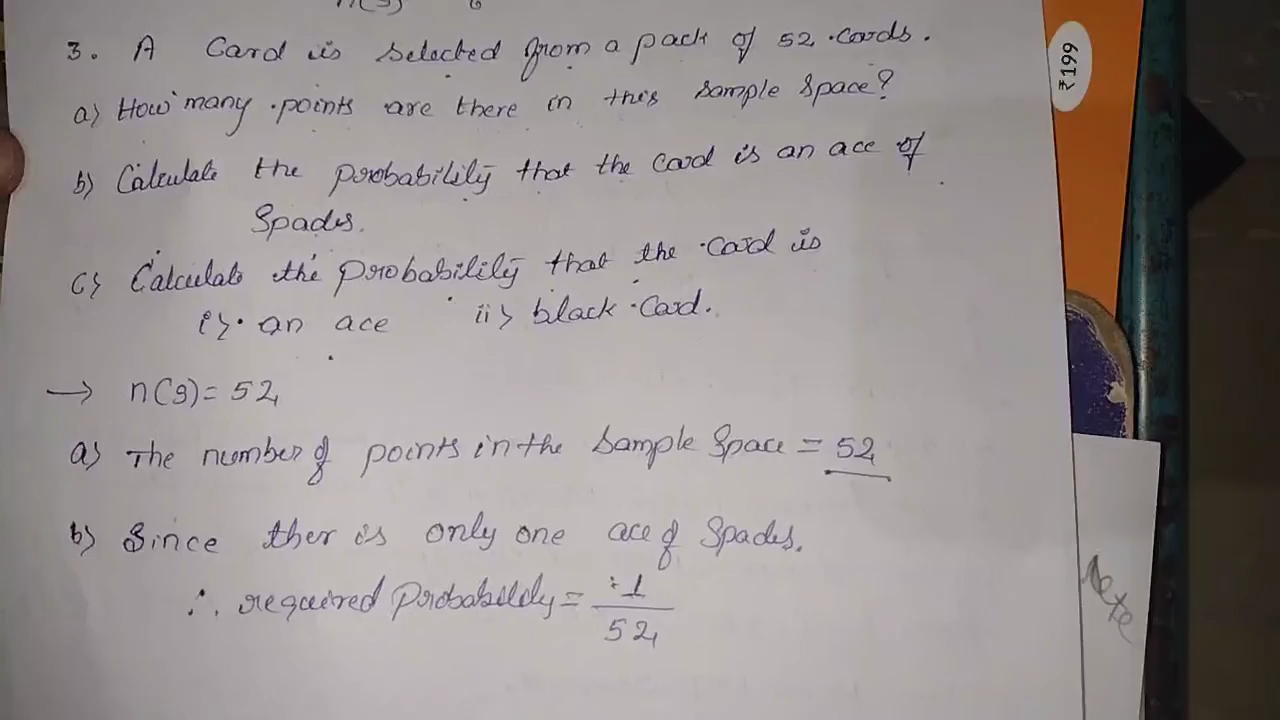 3. A Card is selected from a pack of 52 cards.
a) How many points are there in this sample space?
b) Calculate the probability that the card is an ace of
Spades.
c) Calculate the probability that the card is
i) an ace ii) black card.
→ n(S) = 52
a) The number of points in the sample space = 52
b) Since ther is only one ace of spades.
∴ required probability = 1/52
₹199